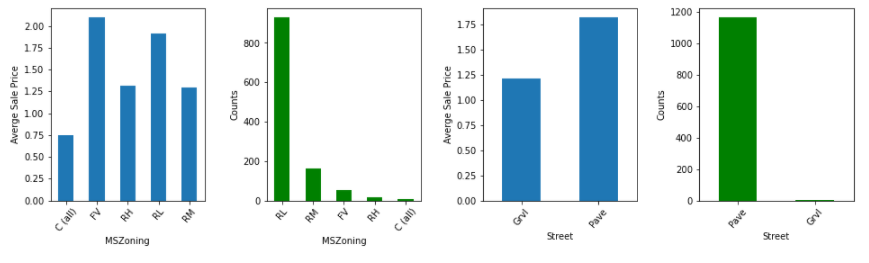 Averge Sale Price
2.00
1.75
1.50
1.25
1.00
0.75
0.50
0.25
0.00
C (all)
FV
RH
RL
RM
MSZoning
Counts
800
600
400
200
0
RL
RM
FV
RH
C (all)
MSZoning
Averge Sale Price
1.75
1.50
1.25
1.00
0.75
0.50
0.25
0.00
Grvl
Pave
Street
Counts
1200
1000
800
600
400
200
0
Pave
Grvl
Street